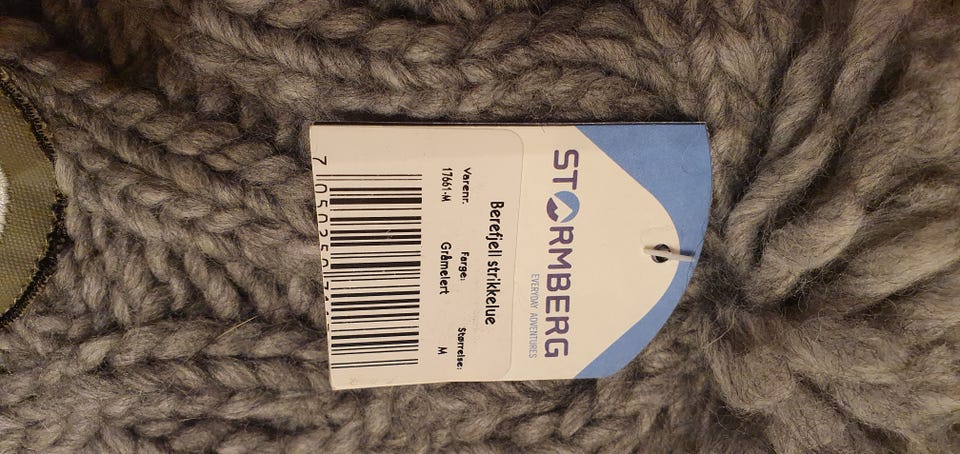 STORMBERG
EVERYDAY ADVENTURES
Berefjell strikkelue
Varenr. Farge: Størrelse:
17661-M Gråmelert M